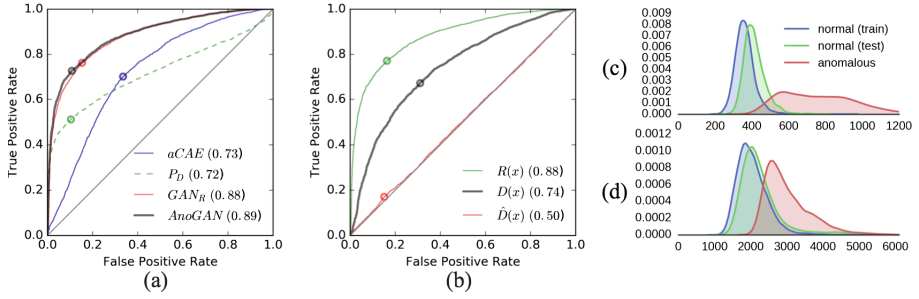 1.0
0.8
0.6
0.4
0.2
0.0
0.0 0.2 0.4 0.6 0.8 1.0
True Positive Rate
False Positive Rate
aCAE (0.73)
P_D (0.72)
GAN_R (0.88)
AnoGAN (0.89)
(a)
1.0
0.8
0.6
0.4
0.2
0.0
0.0 0.2 0.4 0.6 0.8 1.0
True Positive Rate
False Positive Rate
R(x) (0.88)
D(x) (0.74)
D̂(x) (0.50)
(b)
(c)
0.009
0.008
0.007
0.006
0.005
0.004
0.003
0.002
0.001
0.000
0 200 400 600 800 1000 1200
normal (train)
normal (test)
anomalous
(d)
0.0012
0.0010
0.0008
0.0006
0.0004
0.0002
0.0000
0 1000 2000 3000 4000 5000 6000